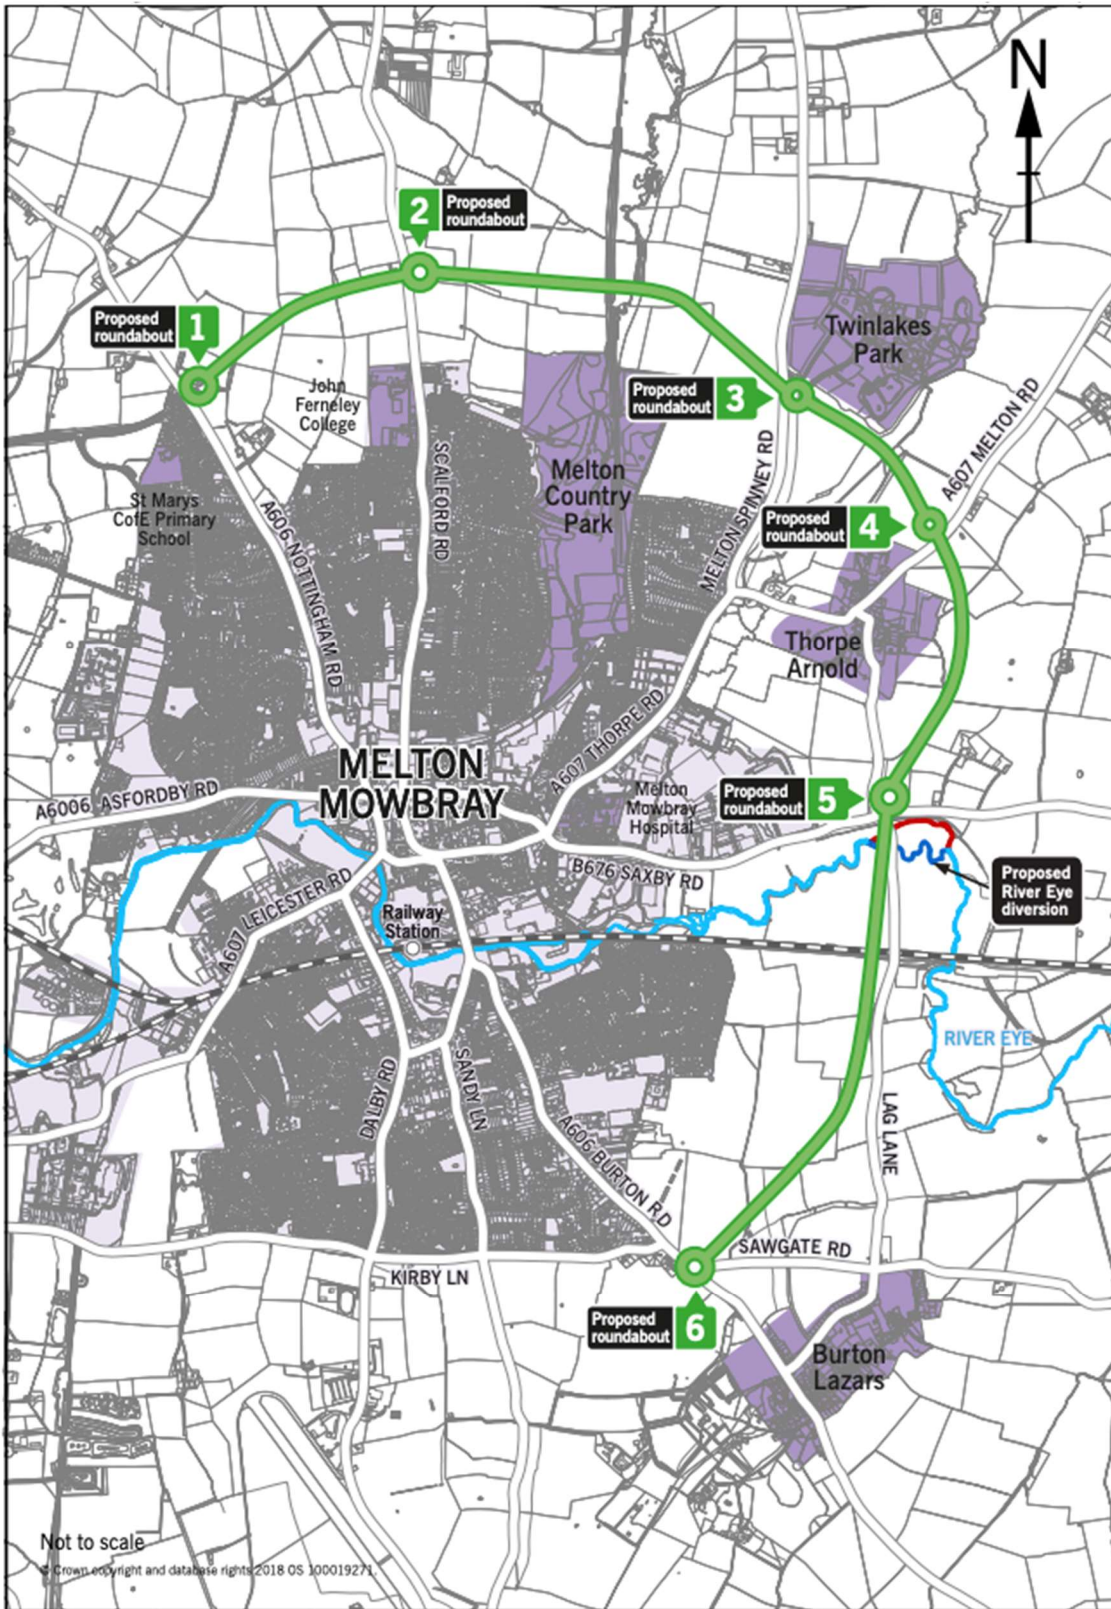 N
2
Proposed
roundabout
Proposed
roundabout
1
Twinlakes
Park
John
Ferneley
College
Proposed
roundabout
3
A607 MELTON RD
SCALFORD RD
MELTON SPINNEY RD
Melton
Country
Park
St Marys
CofE Primary
School
A606 NOTTINGHAM RD
Proposed
roundabout
4
Thorpe
Arnold
A607 THORPE RD
MELTON
MOWBRAY
A6006 ASFORDBY RD
Melton
Mowbray
Hospital
Proposed
roundabout
5
B676 SAXBY RD
Proposed
River Eye
diversion
A607 LEICESTER RD
Railway
Station
RIVER EYE
DALBY RD
SANDY LN
A606 BURTON RD
LAG LANE
SAWGATE RD
KIRBY LN
Proposed
roundabout
6
Burton
Lazars
Not to scale
© Crown copyright and database rights 2018 OS 100019271.